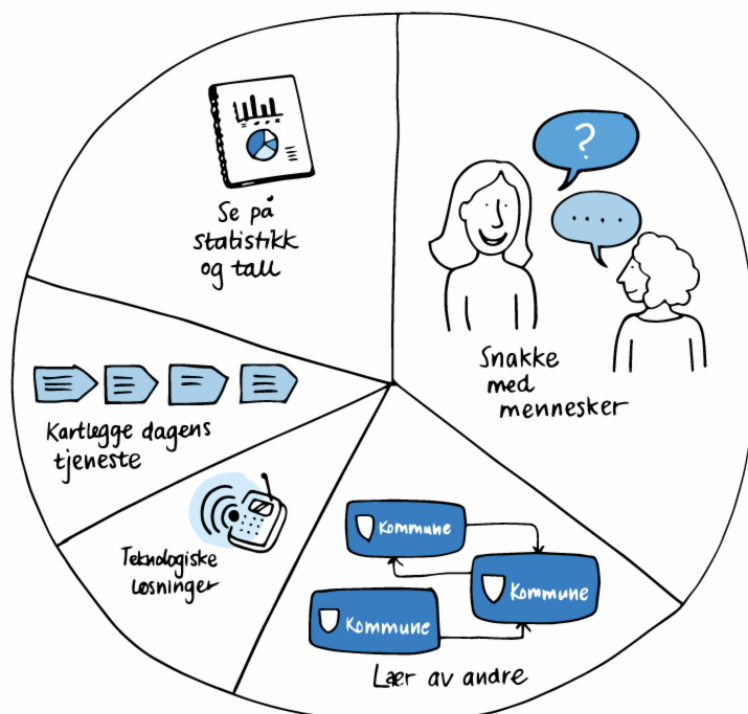 Se på
statistikk
og tall
?
....
Snakke
med
mennesker
Kartlegge dagens
tjeneste
Teknologiske
løsninger
Kommune
Kommune
Kommune
Lær av andre